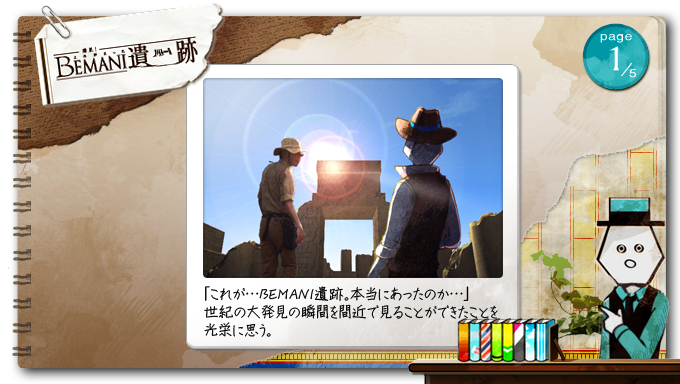 BEMANI遺跡
page
1/5
「これが…BEMANI遺跡。本当にあったのか…」
世紀の大発見の瞬間を間近で見ることができたことを
光栄に思う。